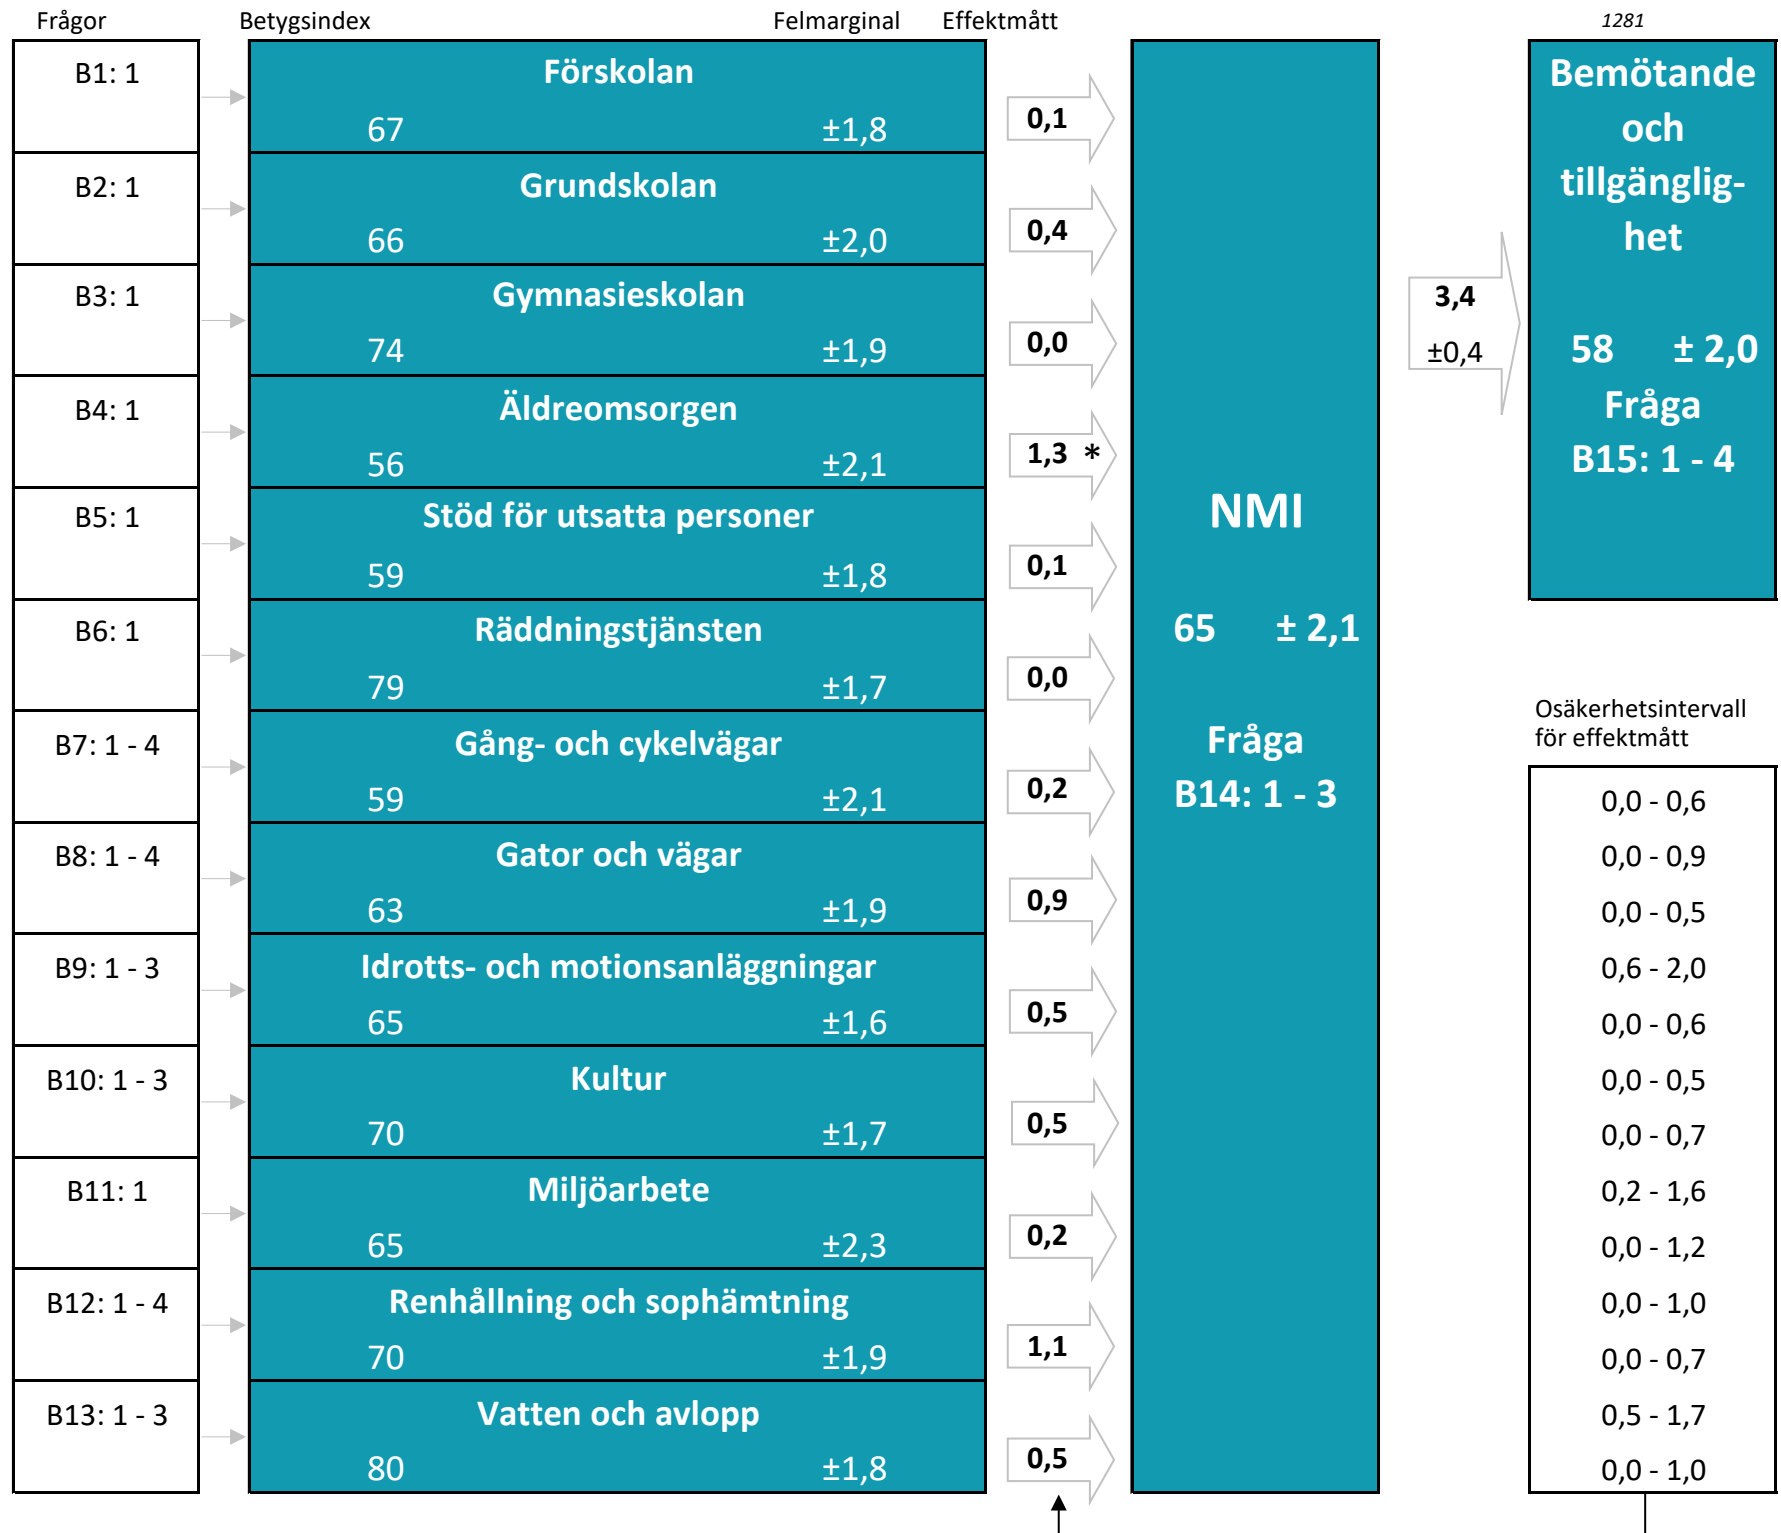 Frågor Betygsindex Felmarginal Effektmått 1281
B1: 1 Förskolan
67 ±1,8 0,1
B2: 1 Grundskolan
66 ±2,0 0,4
B3: 1 Gymnasieskolan
74 ±1,9 0,0
B4: 1 Äldreomsorgen
56 ±2,1 1,3 *
B5: 1 Stöd för utsatta personer
59 ±1,8 0,1
B6: 1 Räddningstjänsten
79 ±1,7 0,0
B7: 1 - 4 Gång- och cykelvägar
59 ±2,1 0,2
B8: 1 - 4 Gator och vägar
63 ±1,9 0,9
B9: 1 - 3 Idrotts- och motionsanläggningar
65 ±1,6 0,5
B10: 1 - 3 Kultur
70 ±1,7 0,5
B11: 1 Miljöarbete
65 ±2,3 0,2
B12: 1 - 4 Renhållning och sophämtning
70 ±1,9 1,1
B13: 1 - 3 Vatten och avlopp
80 ±1,8 0,5
NMI
65 ± 2,1
Fråga
B14: 1 - 3
3,4
±0,4
Bemötande
och
tillgänglig-
het
58 ± 2,0
Fråga
B15: 1 - 4
Osäkerhetsintervall
för effektmått
0,0 - 0,6
0,0 - 0,9
0,0 - 0,5
0,6 - 2,0
0,0 - 0,6
0,0 - 0,5
0,0 - 0,7
0,2 - 1,6
0,0 - 1,2
0,0 - 1,0
0,0 - 0,7
0,5 - 1,7
0,0 - 1,0